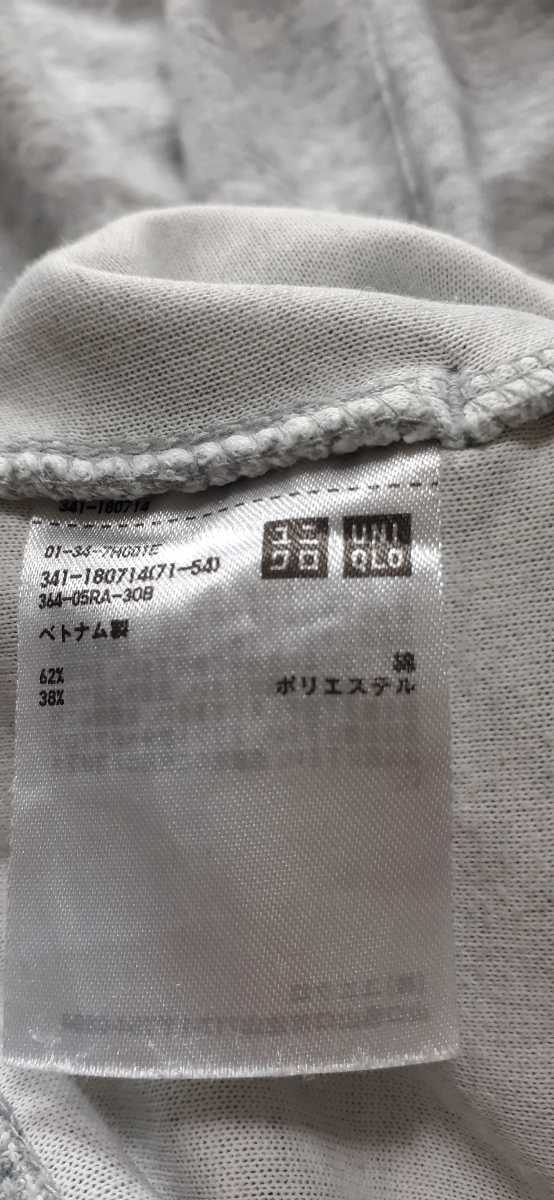 341-180714
01-34-7HG01E
341-180714(71-54)
364-05RA-30B
ユニ
クロ
UNI
QLO
ベトナム製
62% 綿
38% ポリエステル